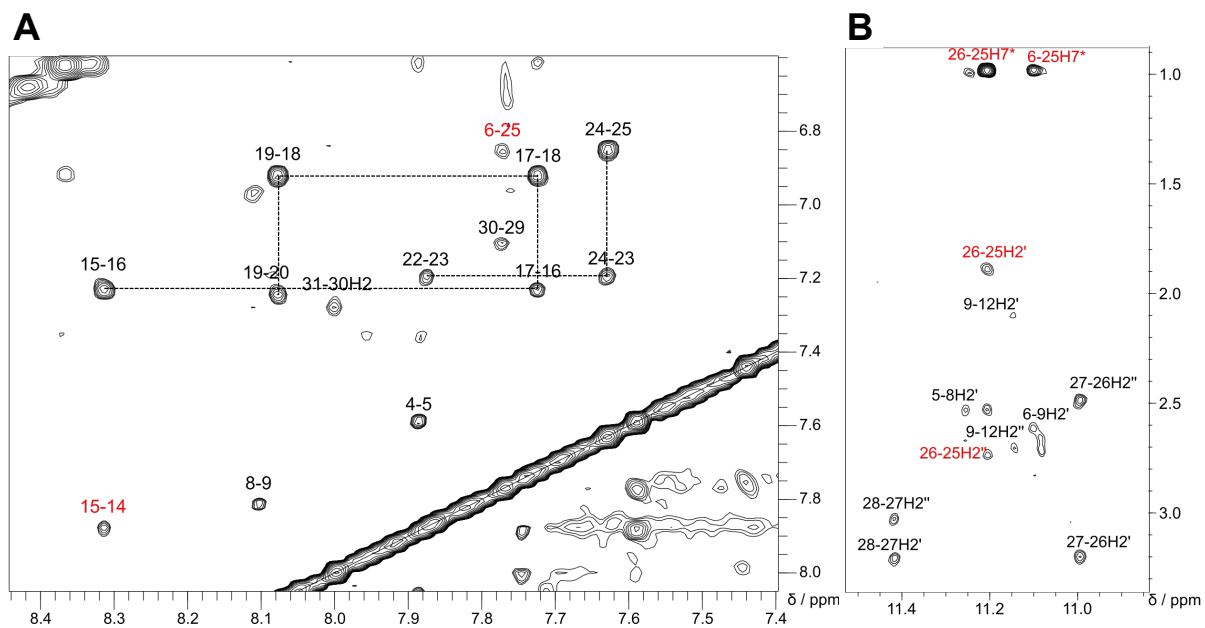 A
6-25
24-25
19-18
17-18
30-29
22-23
24-23
15-16
19-20
17-16
31-30H2
4-5
8-9
15-14
6.8
7.0
7.2
7.4
7.6
7.8
8.0
8.4 8.3 8.2 8.1 8.0 7.9 7.8 7.7 7.6 7.5 7.4
δ / ppm
B
26-25H7* 6-25H7*
26-25H2'
9-12H2'
27-26H2''
5-8H2'
6-9H2'
9-12H2''
26-25H2''
28-27H2''
28-27H2'
27-26H2'
1.0
1.5
2.0
2.5
3.0
11.4 11.2 11.0
δ / ppm